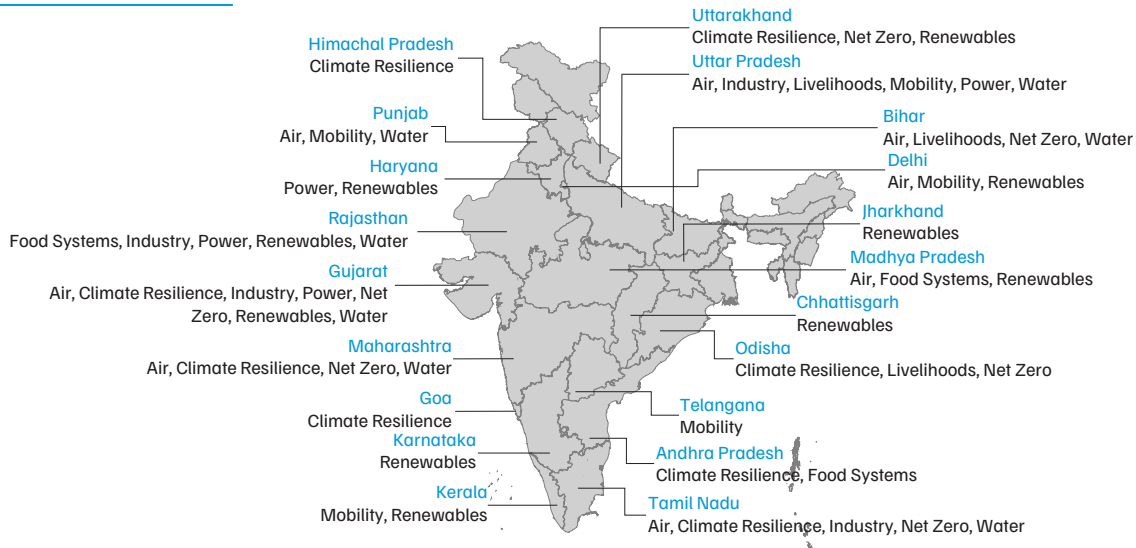 Uttarakhand
Climate Resilience, Net Zero, Renewables
Himachal Pradesh
Climate Resilience
Uttar Pradesh
Air, Industry, Livelihoods, Mobility, Power, Water
Punjab
Air, Mobility, Water
Bihar
Air, Livelihoods, Net Zero, Water
Haryana
Power, Renewables
Delhi
Air, Mobility, Renewables
Rajasthan
Food Systems, Industry, Power, Renewables, Water
Jharkhand
Renewables
Gujarat
Air, Climate Resilience, Industry, Power, Net
Zero, Renewables, Water
Madhya Pradesh
Air, Food Systems, Renewables
Chhattisgarh
Renewables
Maharashtra
Air, Climate Resilience, Net Zero, Water
Odisha
Climate Resilience, Livelihoods, Net Zero
Goa
Climate Resilience
Telangana
Mobility
Karnataka
Renewables
Andhra Pradesh
Climate Resilience, Food Systems
Kerala
Mobility, Renewables
Tamil Nadu
Air, Climate Resilience, Industry, Net Zero, Water